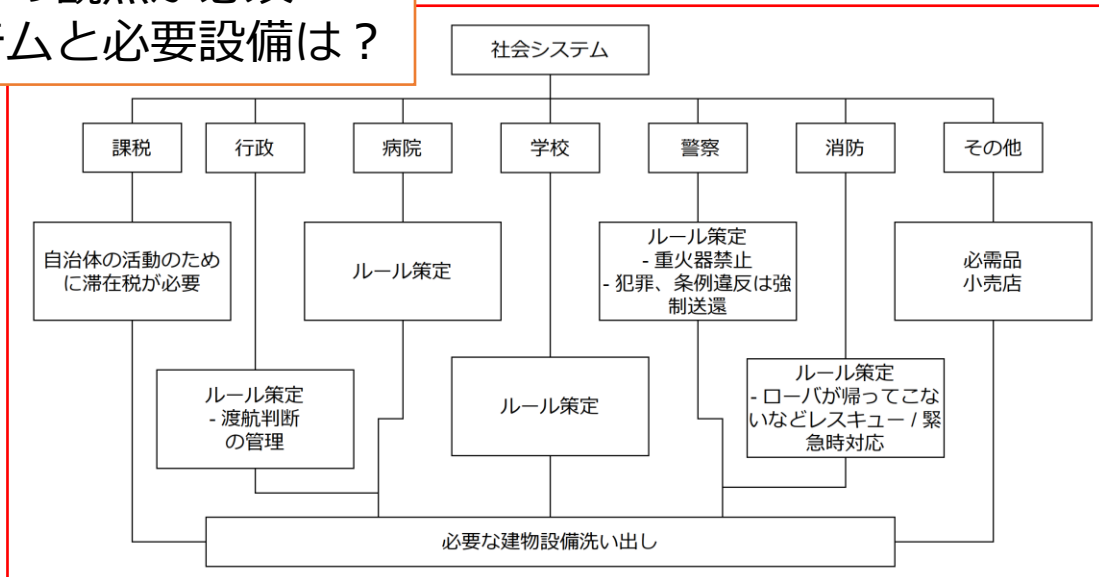 テムと必要設備は？
社会システム
課税
行政
病院
学校
警察
消防
その他
自治体の活動のため
に滞在税が必要
ルール策定
ルール策定
- 重火器禁止
- 犯罪、条例違反は強
制送還
必需品
小売店
ルール策定
- 渡航判断
の管理
ルール策定
ルール策定
- ローバが帰ってこな
いなどレスキュー / 緊
急時対応
必要な建物設備洗い出し